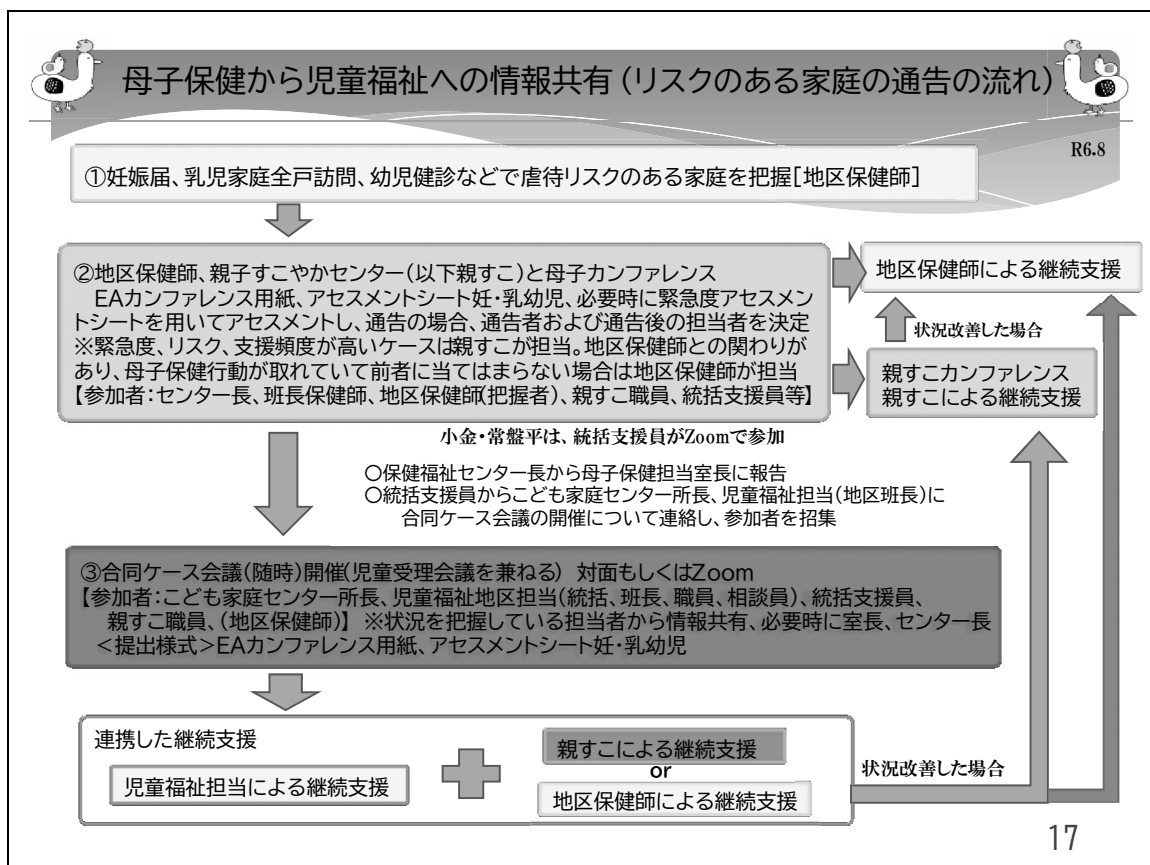 母子保健から児童福祉への情報共有（リスクのある家庭の通告の流れ）
R6.8
①妊娠届、乳児家庭全戸訪問、幼児健診などで虐待リスクのある家庭を把握[地区保健師]
②地区保健師、親子すこやかセンター（以下親すこ）と母子カンファレンス
EAカンファレンス用紙、アセスメントシート妊・乳幼児、必要時に緊急度アセスメン
トシートを用いてアセスメントし、通告の場合、通告者および通告後の担当者を決定
※緊急度、リスク、支援頻度が高いケースは親すこが担当。地区保健師との関わりが
あり、母子保健行動が取れていて前者に当てはまらない場合は地区保健師が担当
【参加者：センター長、班長保健師、地区保健師(把握者)、親すこ職員、統括支援員等】
地区保健師による継続支援
状況改善した場合
親すこカンファレンス
親すこによる継続支援
小金・常盤平は、統括支援員がZoomで参加
○保健福祉センター長から母子保健担当室長に報告
○統括支援員からこども家庭センター所長、児童福祉担当（地区班長）に
合同ケース会議の開催について連絡し、参加者を招集
③合同ケース会議（随時）開催(児童受理会議を兼ねる) 対面もしくはZoom
【参加者：こども家庭センター所長、児童福祉地区担当（統括、班長、職員、相談員）、統括支援員、
親すこ職員、（地区保健師）】 ※状況を把握している担当者から情報共有、必要時に室長、センター長
＜提出様式＞EAカンファレンス用紙、アセスメントシート妊・乳幼児
連携した継続支援
児童福祉担当による継続支援
親すこによる継続支援
or
地区保健師による継続支援
状況改善した場合
17